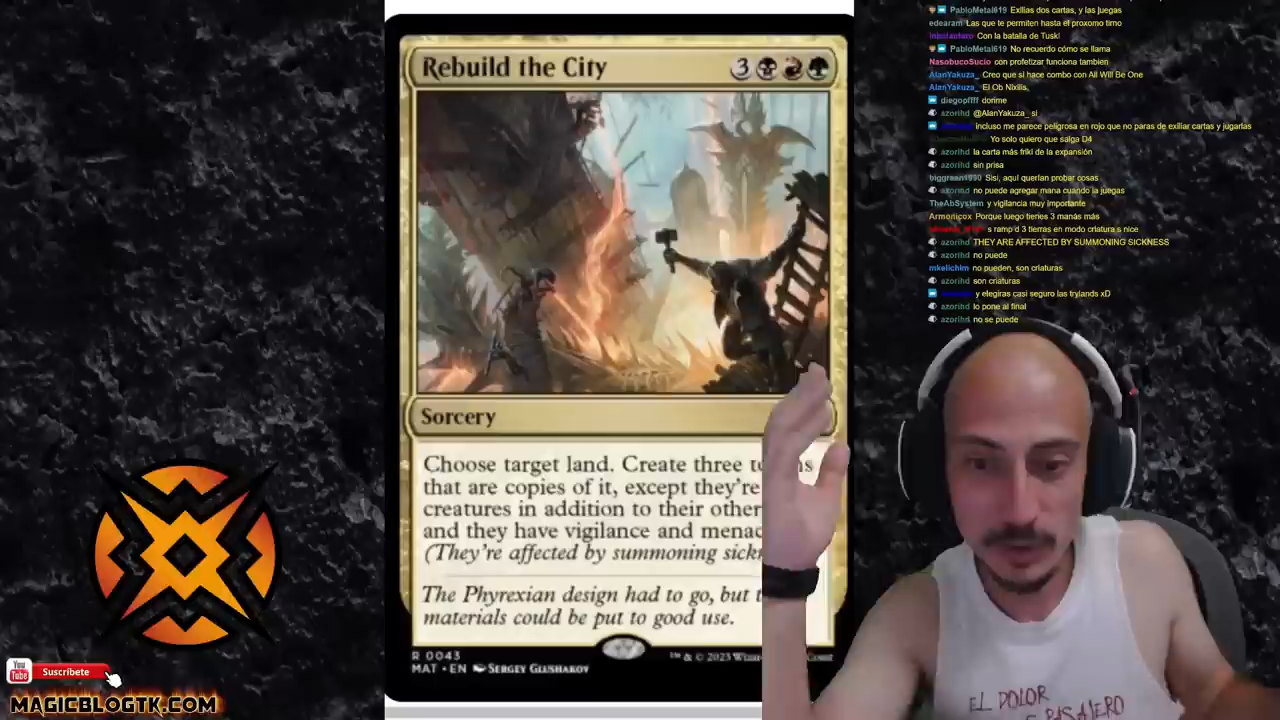 Rebuild the City
3
PabloMetal619 Exilias dos cartas, y las juegas
edearam Las que te permiten hasta el proxomo tirno
Con la batalla de Tusk!
PabloMetal619 No recuerdo cómo se llama
NasobucoSucio con profetizar funciona tambien
AlanYakuza_ Creo que si hace combo con All Will Be One
AlanYakuza_ El Ob Nixilis.
diegopffff dorime
azorihd @AlanYakuza_ si
incluso me parece peligrosa en rojo que no paras de exiliar cartas y jugarlas
Yo solo quiero que salga D4
azorihd la carta más friki de la expansión
azorihd sin prisa
biggreen1990 Sisi, aquí querían probar cosas
azorihd no puede agregar mana cuando la juegas
TheAbSystem y vigilancia muy importante
Armonicox Porque luego tienes 3 manás más
s ramp d 3 tierras en modo criatura s nice
azorihd THEY ARE AFFECTED BY SUMMONING SICKNESS
azorihd no puede
mkelichim no pueden, son criaturas
azorihd son criaturas
y elegiras casi seguro las trylands xD
azorihd lo pone al final
azorihd no se puede
Sorcery
Choose target land. Create three
that are copies of it, except they're
creatures in addition to their other
and they have vigilance and
(They're affected by summoning
The Phyrexian design had to go, but
materials could be put to good use.
R 0043
MAT • EN Sergey Glushakov
™ & © 2023
You
Tube
Suscríbete
MAGICBLOGTK.COM
EL DOLOR